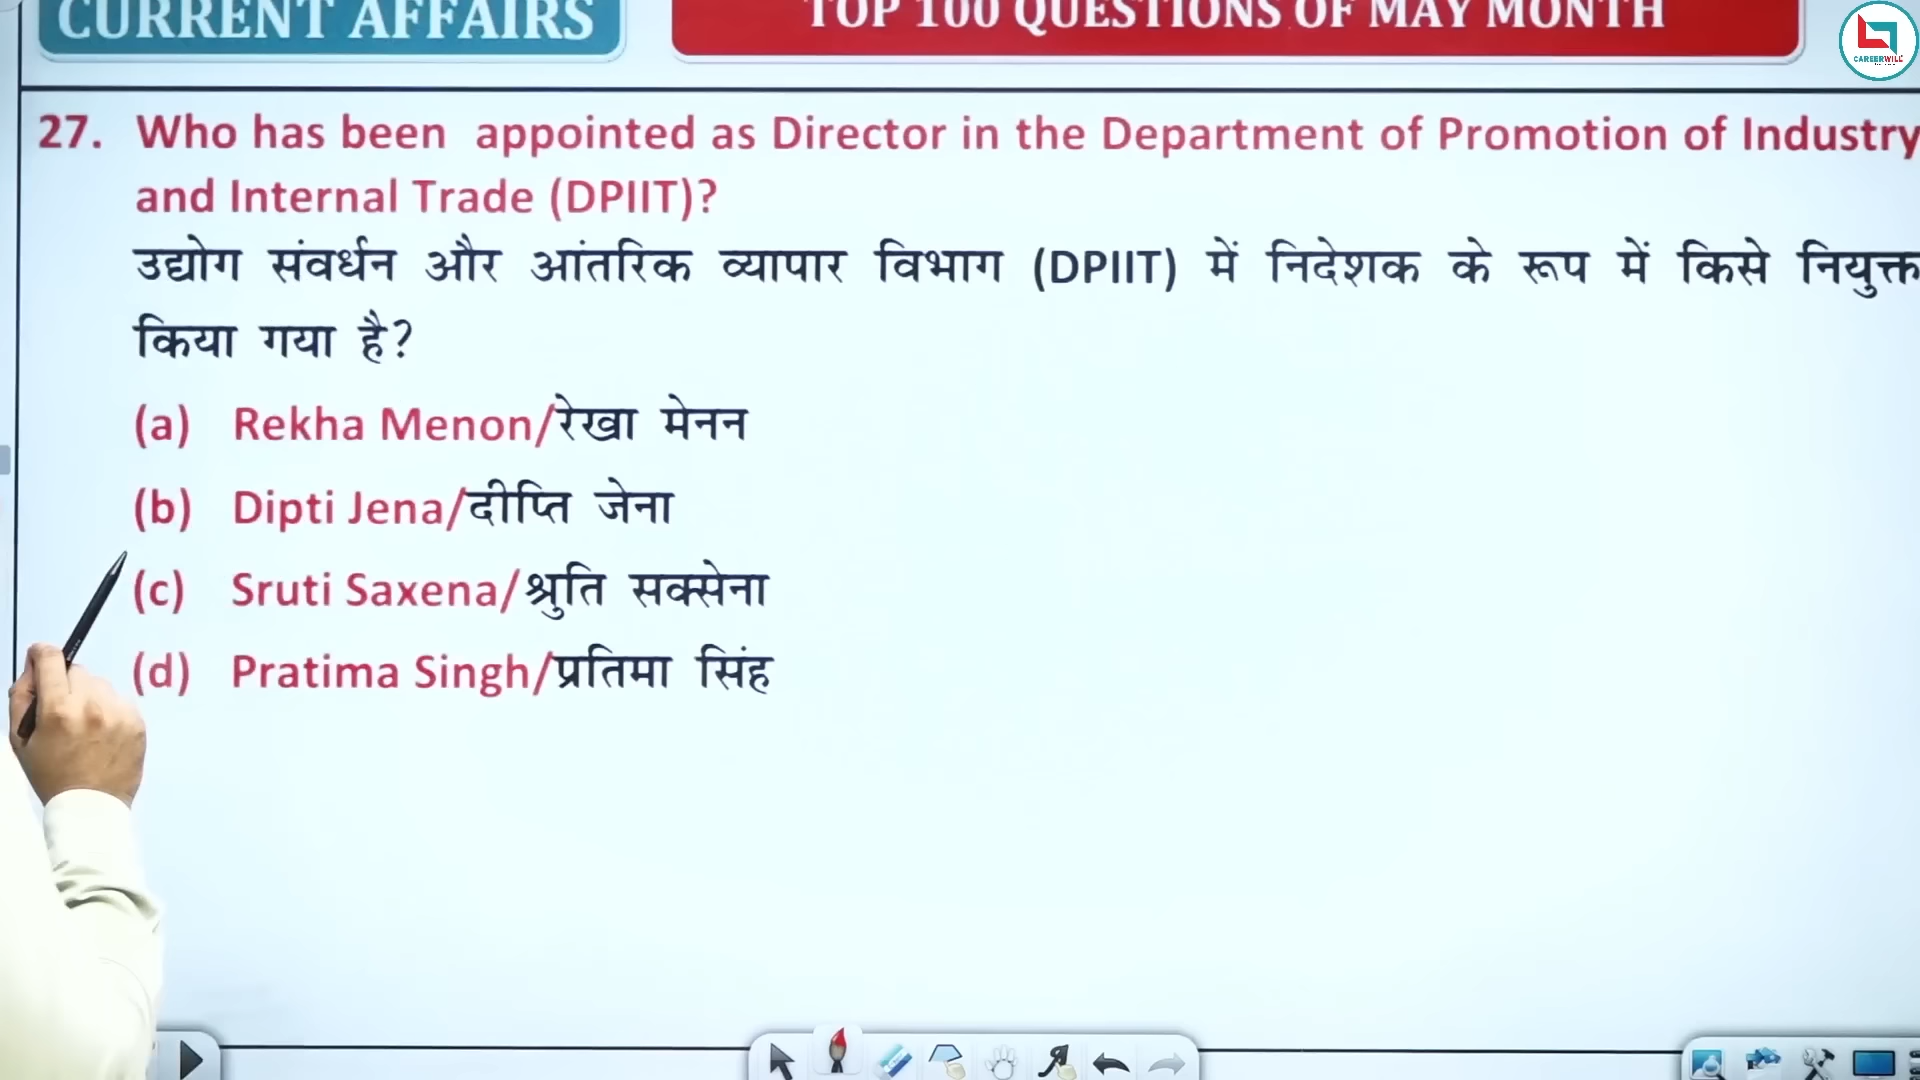 CURRENT AFFAIRS
TOP 100 QUESTIONS OF MAY MONTH
CAREERWILL
27. Who has been appointed as Director in the Department of Promotion of Industry
and Internal Trade (DPIIT)?
उद्योग संवर्धन और आंतरिक व्यापार विभाग (DPIIT) में निदेशक के रूप में किसे नियुक्त
किया गया है?
(a) Rekha Menon/रेखा मेनन
(b) Dipti Jena/दीप्ति जेना
(c) Sruti Saxena/श्रुति सक्सेना
(d) Pratima Singh/प्रतिमा सिंह